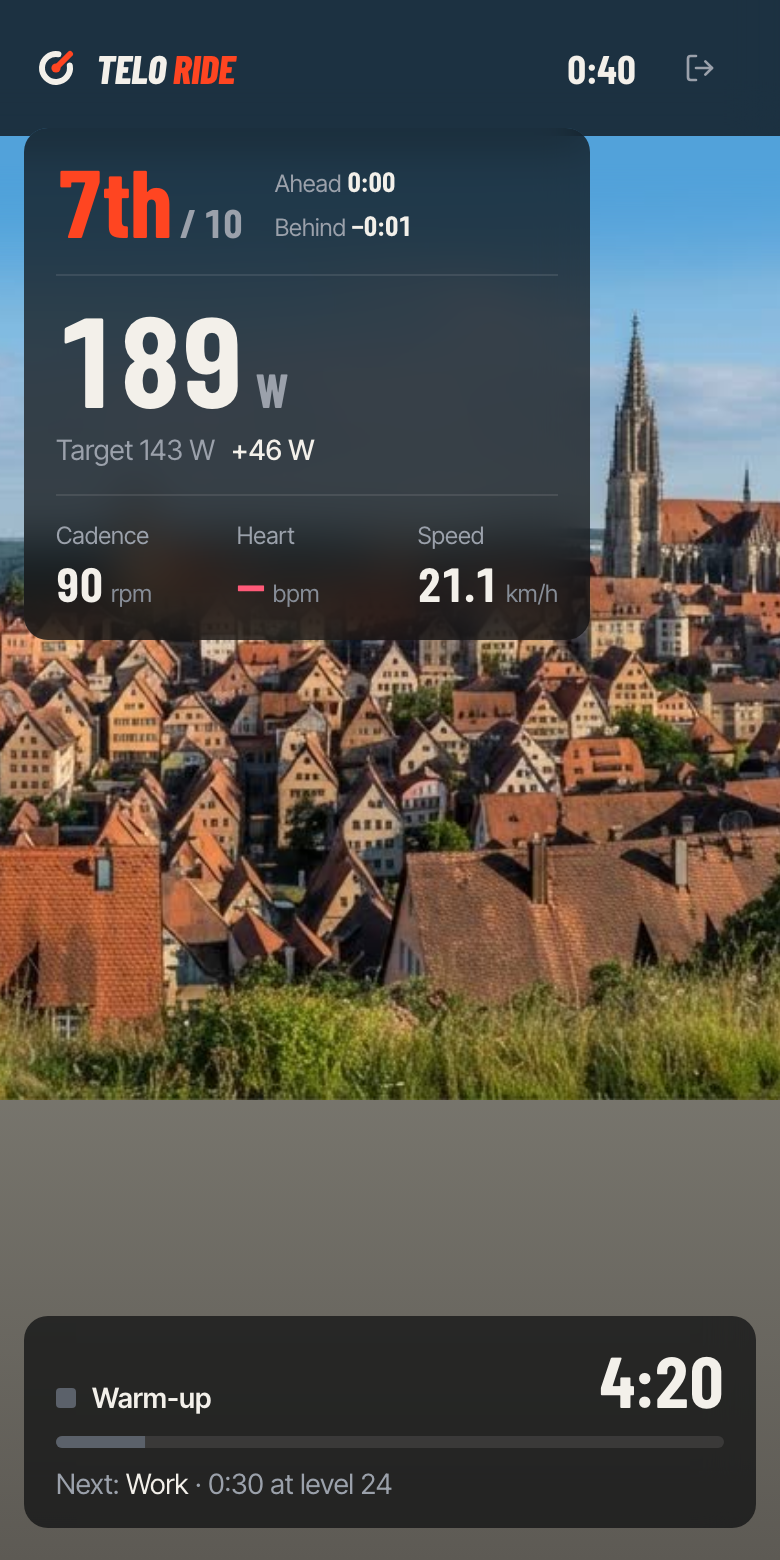 TELO RIDE
0:40
7th / 10
Ahead 0:00
Behind −0:01
189 W
Target 143 W +46 W
Cadence Heart Speed
90 rpm – bpm 21.1 km/h
Warm-up 4:20
Next: Work · 0:30 at level 24